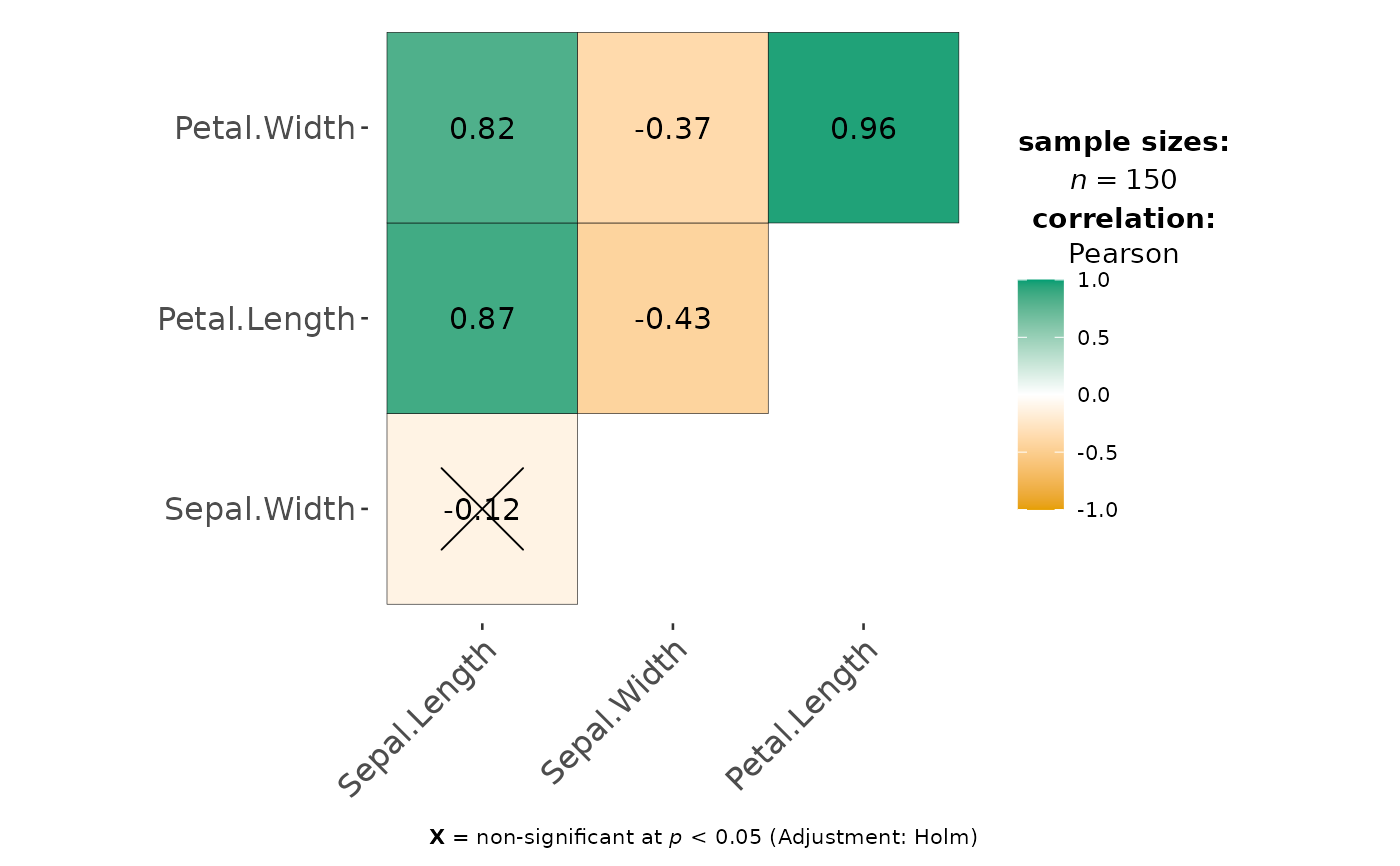 Petal.Width
0.82
-0.37
0.96
Petal.Length
0.87
-0.43
Sepal.Width
-0.12
Sepal.Length
Sepal.Width
Petal.Length
sample sizes:
n = 150
correlation:
Pearson
1.0
0.5
0.0
-0.5
-1.0
X = non-significant at p < 0.05 (Adjustment: Holm)